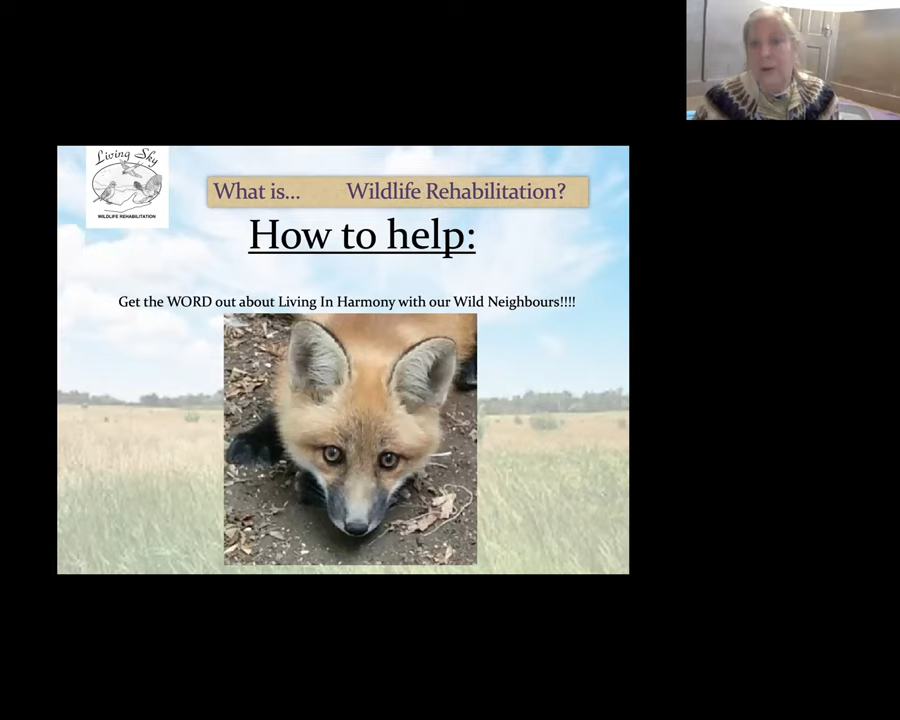 Living Sky
WILDLIFE REHABILITATION
What is... Wildlife Rehabilitation?
How to help:
Get the WORD out about Living In Harmony with our Wild Neighbours!!!!